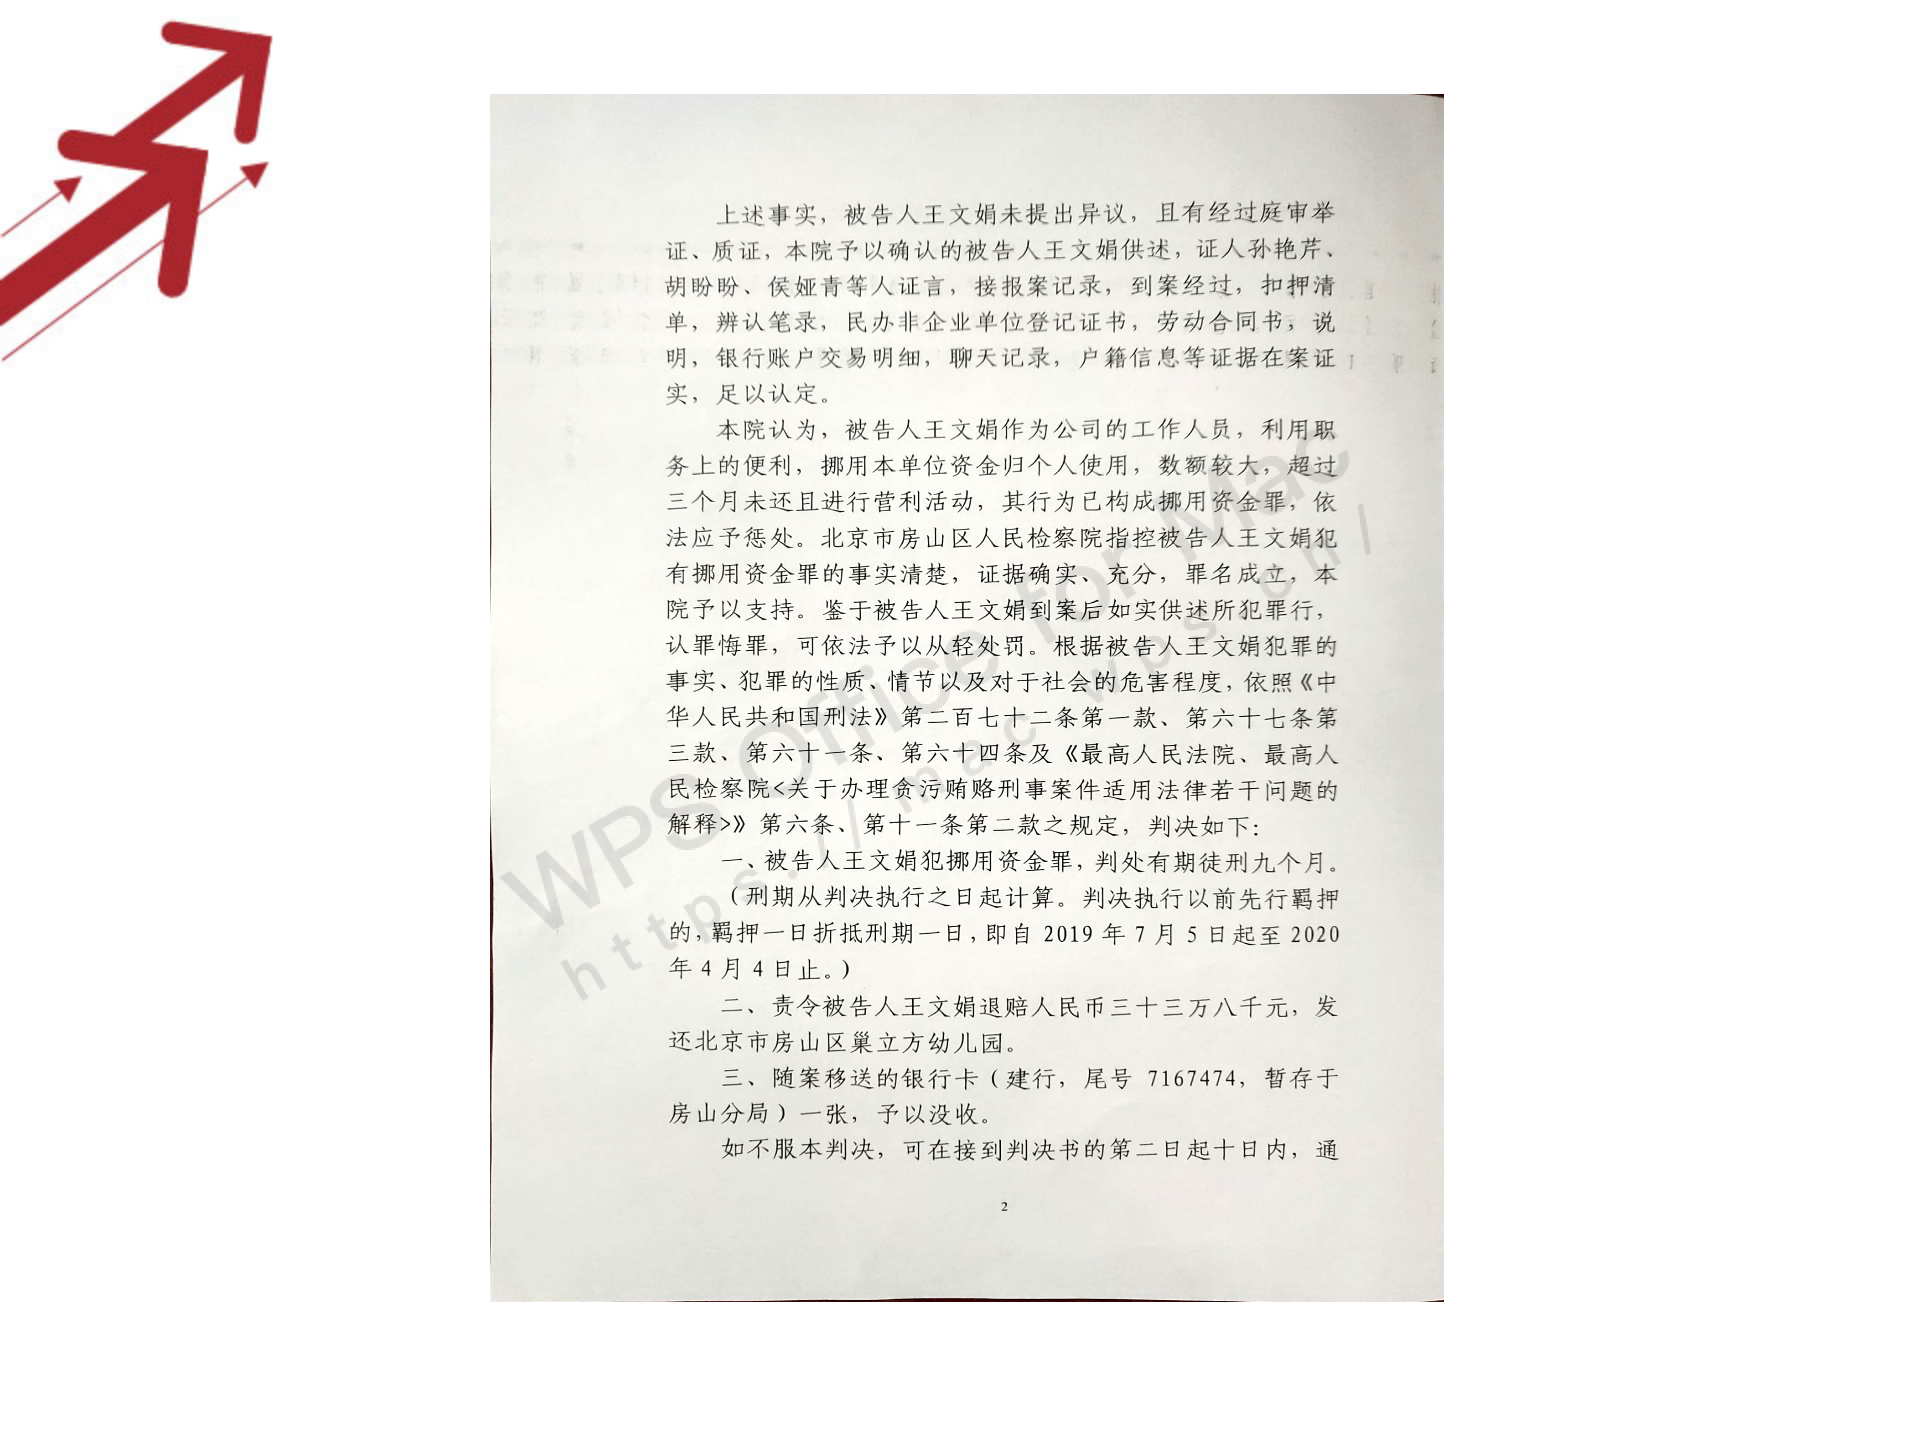 上述事实，被告人王文娟未提出异议，且有经过庭审举
证、质证，本院予以确认的被告人王文娟供述，证人孙艳芹、
胡盼盼、侯娅青等人证言，接报案记录，到案经过，扣押清
单，辨认笔录，民办非企业单位登记证书，劳动合同书，说
明，银行账户交易明细，聊天记录，户籍信息等证据在案证
实，足以认定。
本院认为，被告人王文娟作为公司的工作人员，利用职
务上的便利，挪用本单位资金归个人使用，数额较大，超过
三个月未还且进行营利活动，其行为已构成挪用资金罪，依
法应予惩处。北京市房山区人民检察院指控被告人王文娟犯
有挪用资金罪的事实清楚，证据确实、充分，罪名成立，本
院予以支持。鉴于被告人王文娟到案后如实供述所犯罪行，
认罪悔罪，可依法予以从轻处罚。根据被告人王文娟犯罪的
事实、犯罪的性质、情节以及对于社会的危害程度，依照《中
华人民共和国刑法》第二百七十二条第一款、第六十七条第
三款、第六十一条、第六十四条及《最高人民法院、最高人
民检察院<关于办理贪污贿赂刑事案件适用法律若干问题的
解释>》第六条、第十一条第二款之规定，判决如下：
一、被告人王文娟犯挪用资金罪，判处有期徒刑九个月。
（刑期从判决执行之日起计算。判决执行以前先行羁押
的，羁押一日折抵刑期一日，即自 2019 年 7 月 5 日起至 2020
年 4 月 4 日止。）
二、责令被告人王文娟退赔人民币三十三万八千元，发
还北京市房山区巢立方幼儿园。
三、随案移送的银行卡（建行，尾号 7167474，暂存于
房山分局）一张，予以没收。
如不服本判决，可在接到判决书的第二日起十日内，通
2
WPS Office for Mac
https://mac.wps.cn/